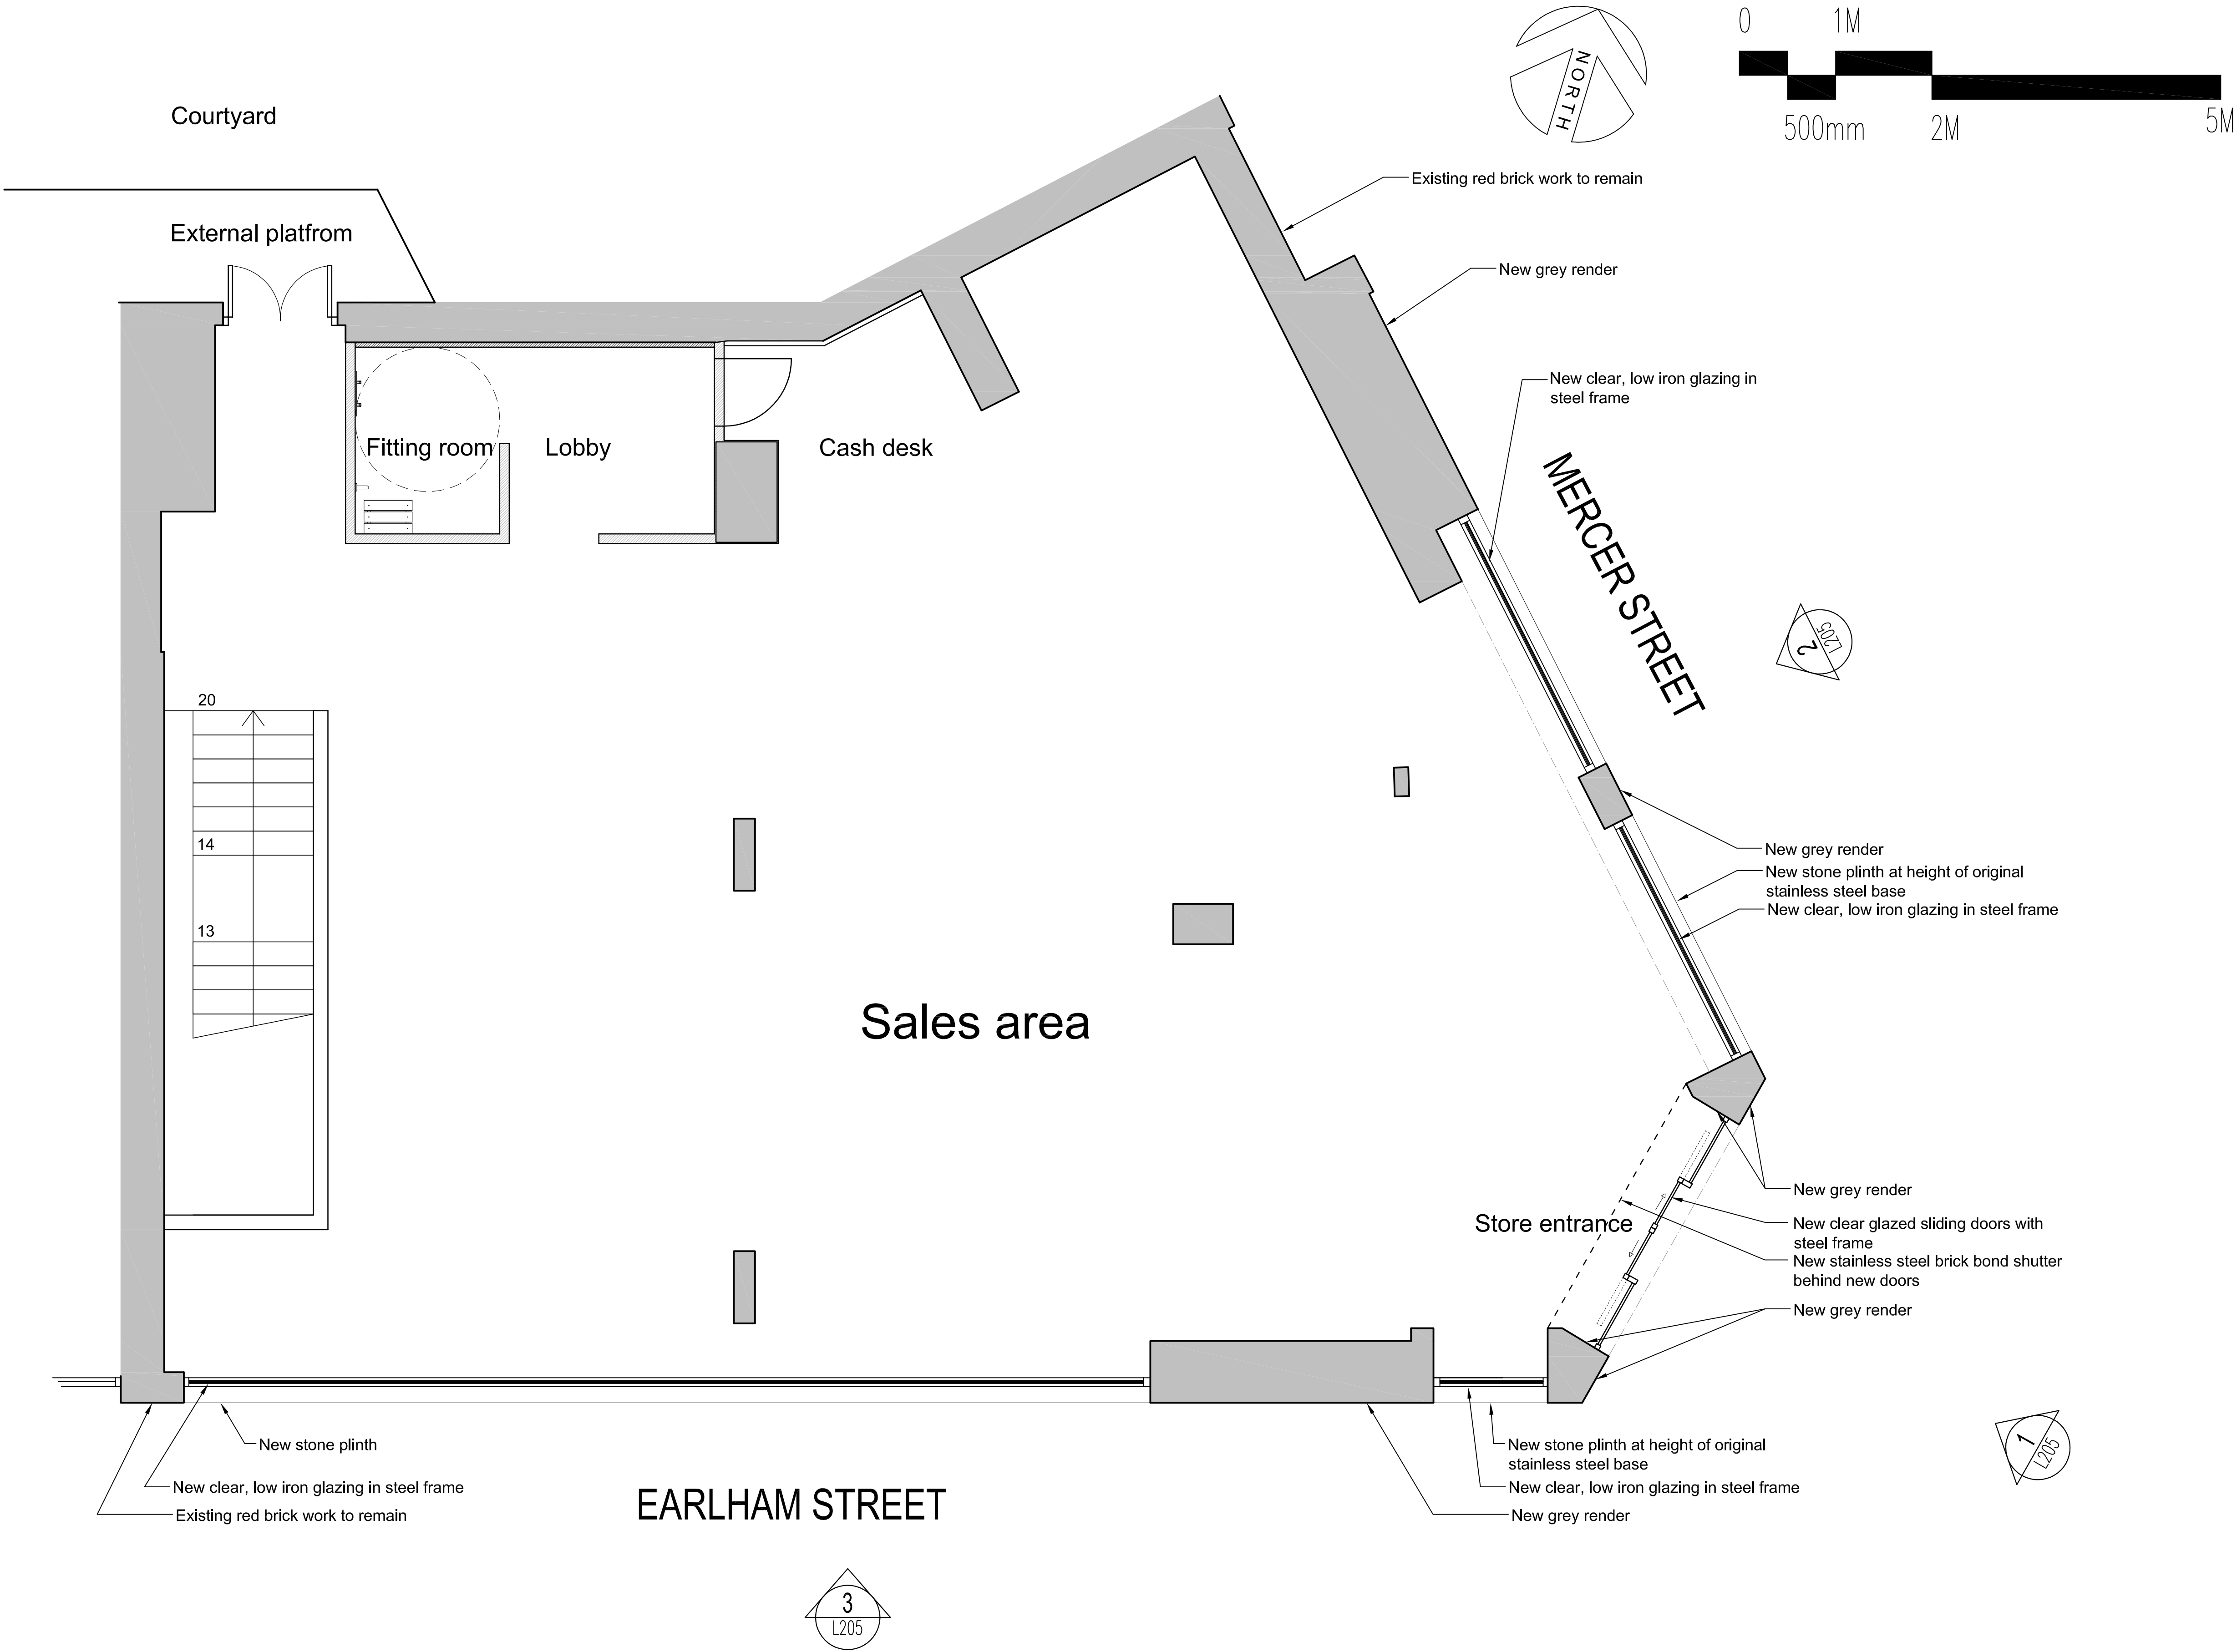 0
1M
500mm
2M
5M
NORTH
Courtyard
Existing red brick work to remain
External platfrom
New grey render
New clear, low iron glazing in
steel frame
Fitting room
Lobby
Cash desk
MERCER STREET
2
L205
20
14
13
New grey render
New stone plinth at height of original
stainless steel base
New clear, low iron glazing in steel frame
Sales area
New grey render
Store entrance
New clear glazed sliding doors with
steel frame
New stainless steel brick bond shutter
behind new doors
New grey render
New stone plinth
New clear, low iron glazing in steel frame
Existing red brick work to remain
EARLHAM STREET
New stone plinth at height of original
stainless steel base
New clear, low iron glazing in steel frame
New grey render
1
L205
3
L205